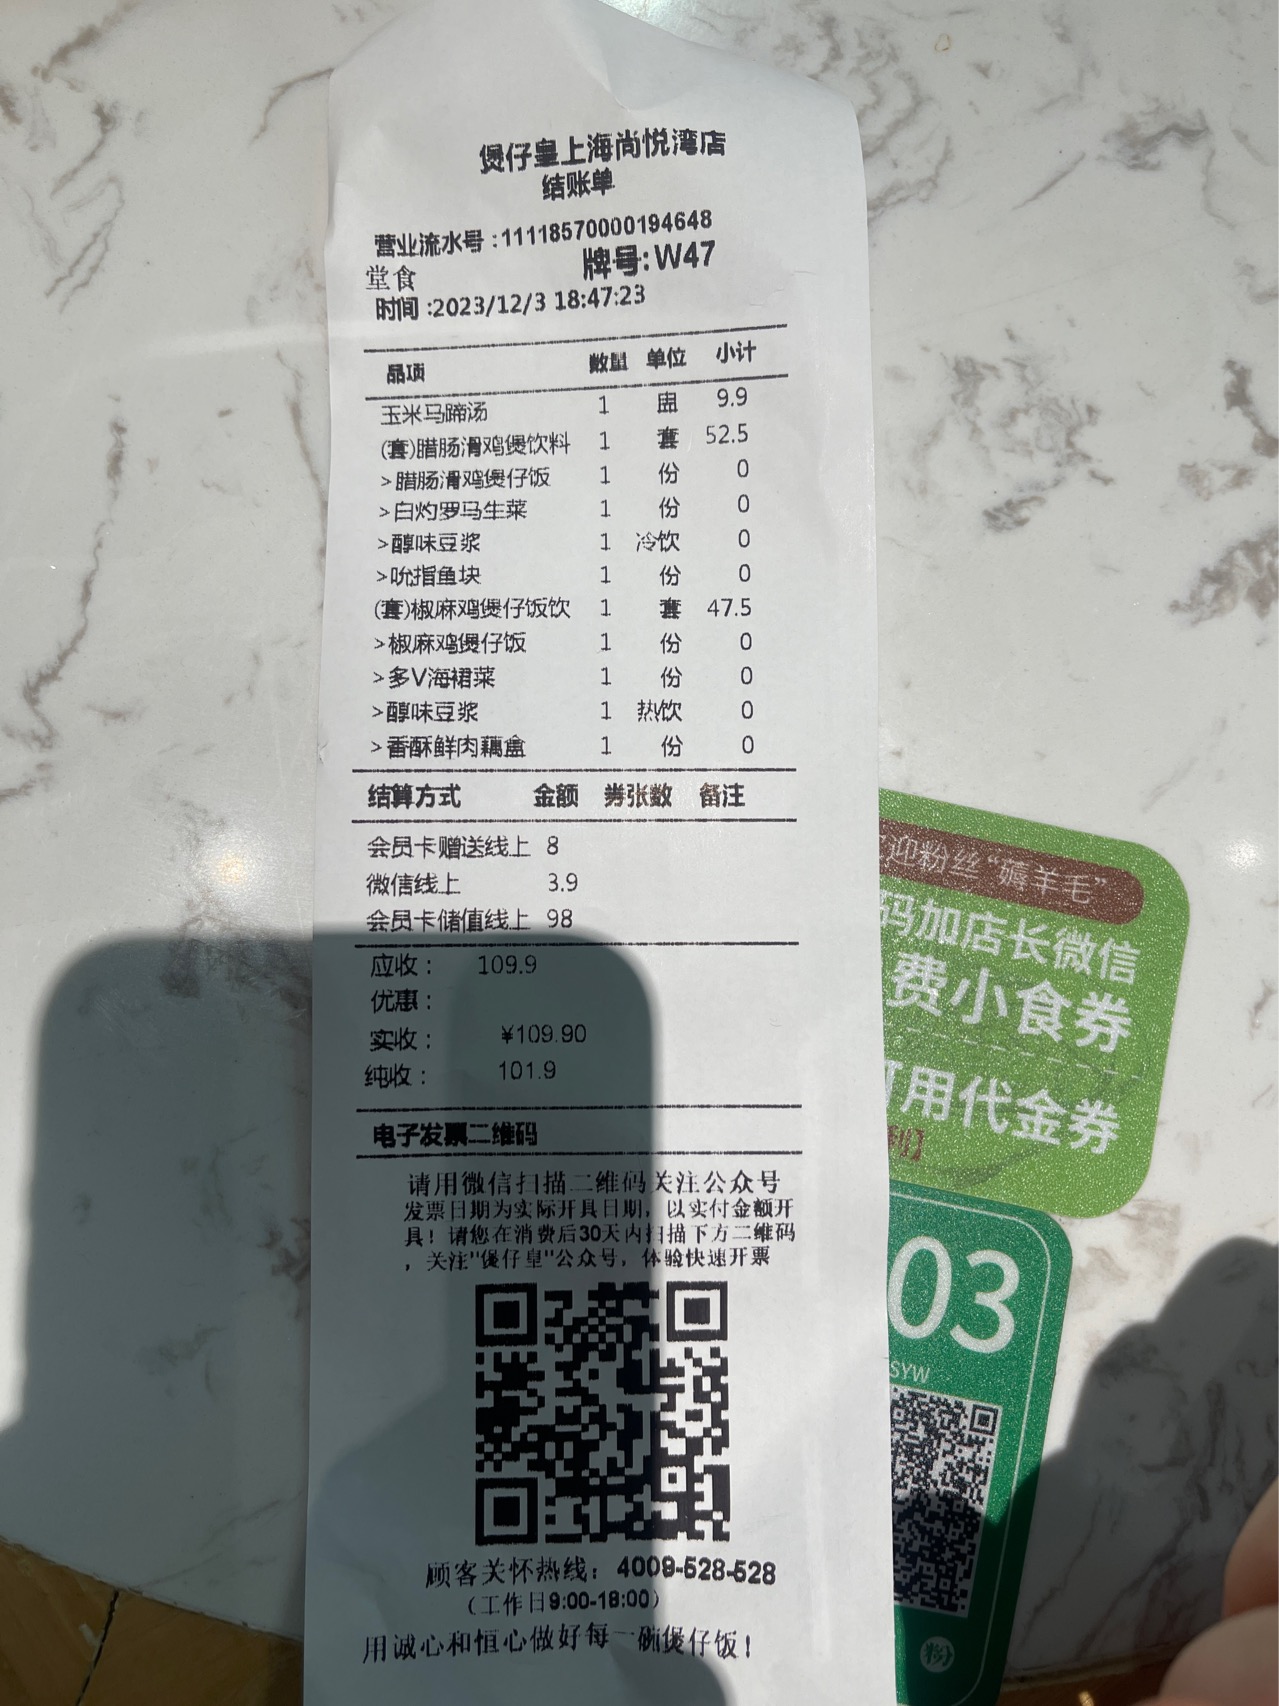 煲仔皇上海尚悦湾店
结账单
营业流水号:11118570000194648
堂食 牌号:W47
时间:2023/12/3 18:47:23
品项 数量 单位 小计
玉米马蹄汤 1 盅 9.9
(套)腊肠滑鸡煲饮料 1 套 52.5
>腊肠滑鸡煲仔饭 1 份 0
>白灼罗马生菜 1 份 0
>醇味豆浆 1 冷饮 0
>吮指鱼块 1 份 0
(套)椒麻鸡煲仔饭饮 1 套 47.5
>椒麻鸡煲仔饭 1 份 0
>多V海裙菜 1 份 0
>醇味豆浆 1 热饮 0
>香酥鲜肉藕盒 1 份 0
结算方式 金额 券张数 备注
会员卡赠送线上 8
微信线上 3.9
会员卡储值线上 98
应收： 109.9
优惠：
实收： ¥109.90
纯收： 101.9
电子发票二维码
请用微信扫描二维码关注公众号
发票日期为实际开具日期，以实付金额开
具！请您在消费后30天内扫描下方二维码
，关注"煲仔皇"公众号，体验快速开票
顾客关怀热线：4009-528-528
（工作日9:00-18:00）
用诚心和恒心做好每一碗煲仔饭！
迎粉丝“薅羊毛”
码加店长微信
费小食券
可用代金券
03
SYW
粉